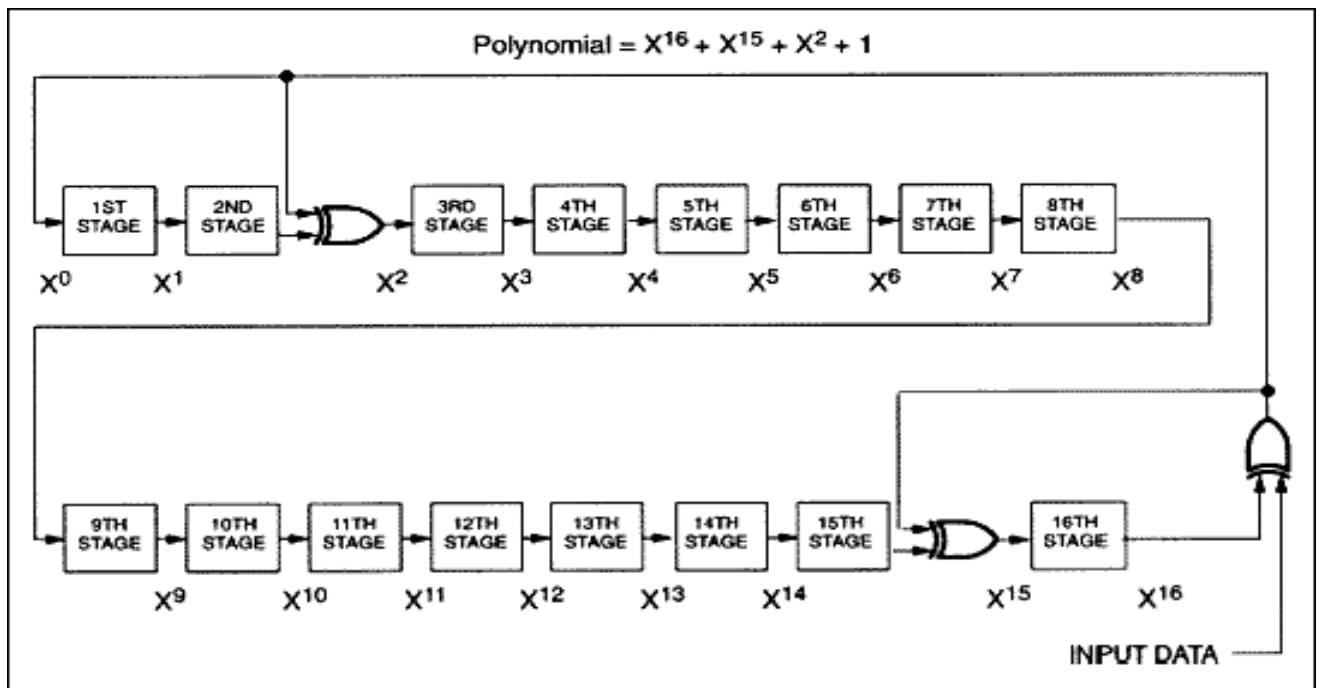 Polynomial = X¹⁶ + X¹⁵ + X² + 1
1ST
STAGE
2ND
STAGE
3RD
STAGE
4TH
STAGE
5TH
STAGE
6TH
STAGE
7TH
STAGE
8TH
STAGE
X⁰ X¹ X² X³ X⁴ X⁵ X⁶ X⁷ X⁸
9TH
STAGE
10TH
STAGE
11TH
STAGE
12TH
STAGE
13TH
STAGE
14TH
STAGE
15TH
STAGE
16TH
STAGE
X⁹ X¹⁰ X¹¹ X¹² X¹³ X¹⁴ X¹⁵ X¹⁶
INPUT DATA